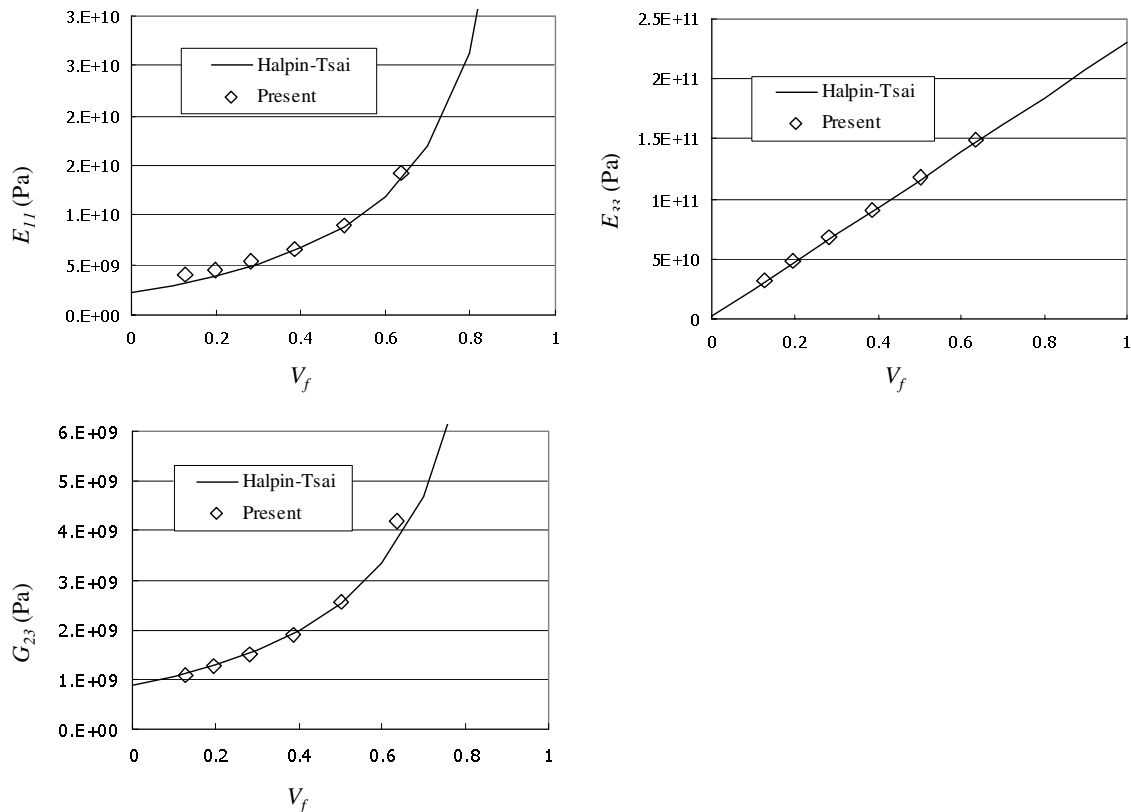 3.E+10
3.E+10
2.E+10
2.E+10
1.E+10
1.E+10
5.E+09
0.E+00
E11 (Pa)
Halpin-Tsai
Present
0 0.2 0.4 0.6 0.8 1
Vf
2.5E+11
2E+11
1.5E+11
1E+11
5E+10
0
E33 (Pa)
Halpin-Tsai
Present
0 0.2 0.4 0.6 0.8 1
Vf
6.E+09
5.E+09
4.E+09
3.E+09
2.E+09
1.E+09
0.E+00
G23 (Pa)
Halpin-Tsai
Present
0 0.2 0.4 0.6 0.8 1
Vf